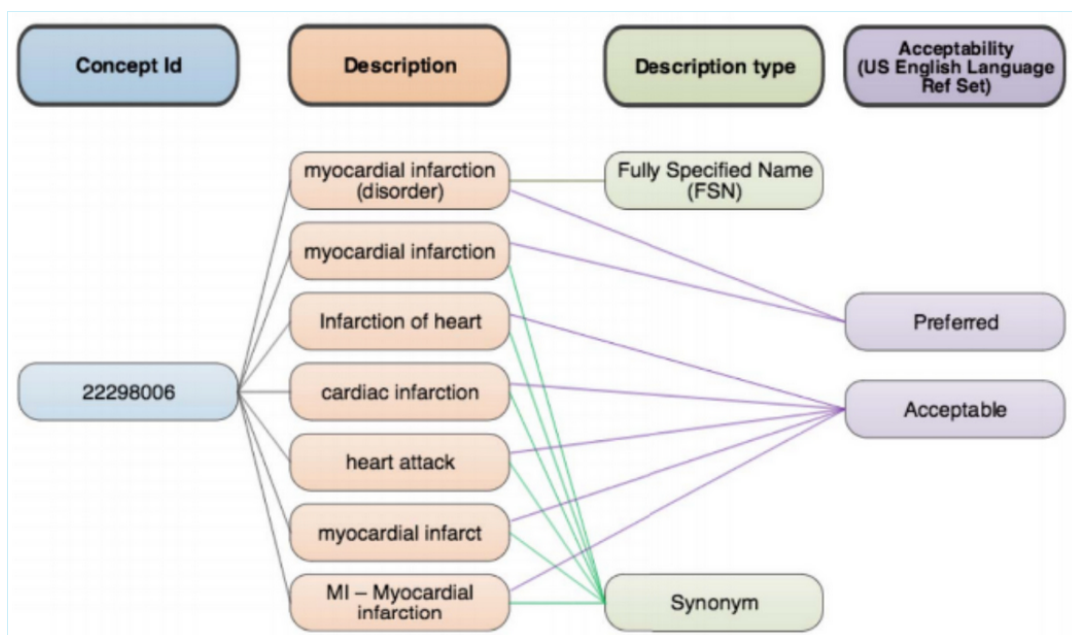 Concept Id
Description
Description type
Acceptability
(US English Language
Ref Set)
myocardial infarction
(disorder)
Fully Specified Name
(FSN)
myocardial infarction
Infarction of heart
Preferred
22298006
cardiac infarction
Acceptable
heart attack
myocardial infarct
MI – Myocardial
infarction
Synonym